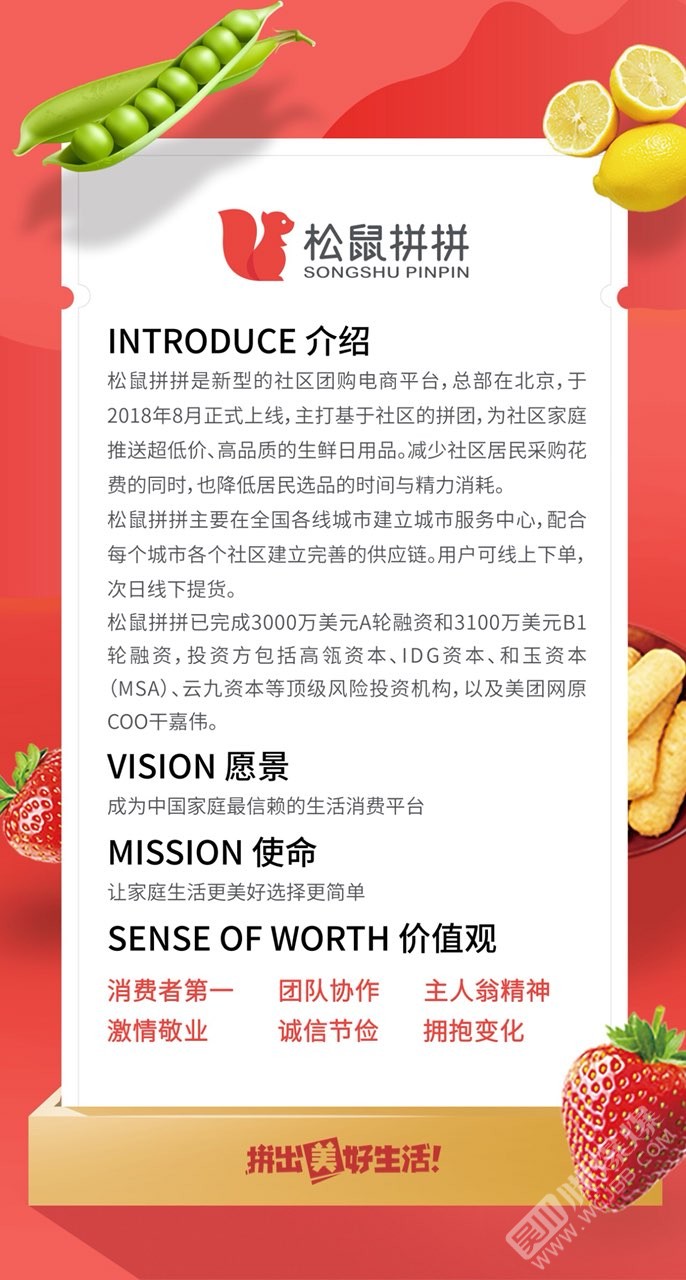 松鼠拼拼
SONGSHU PINPIN
INTRODUCE 介绍
松鼠拼拼是新型的社区团购电商平台，总部在北京，于
2018年8月正式上线，主打基于社区的拼团，为社区家庭
推送超低价、高品质的生鲜日用品。减少社区居民采购花
费的同时，也降低居民选品的时间与精力消耗。
松鼠拼拼主要在全国各线城市建立城市服务中心，配合
每个城市各个社区建立完善的供应链。用户可线上下单，
次日线下提货。
松鼠拼拼已完成3000万美元A轮融资和3100万美元B1
轮融资，投资方包括高瓴资本、IDG资本、和玉资本
（MSA）、云九资本等顶级风险投资机构，以及美团网原
COO干嘉伟。
VISION 愿景
成为中国家庭最信赖的生活消费平台
MISSION 使命
让家庭生活更美好选择更简单
SENSE OF WORTH 价值观
消费者第一 团队协作 主人翁精神
激情敬业 诚信节俭 拥抱变化
拼出美好生活！